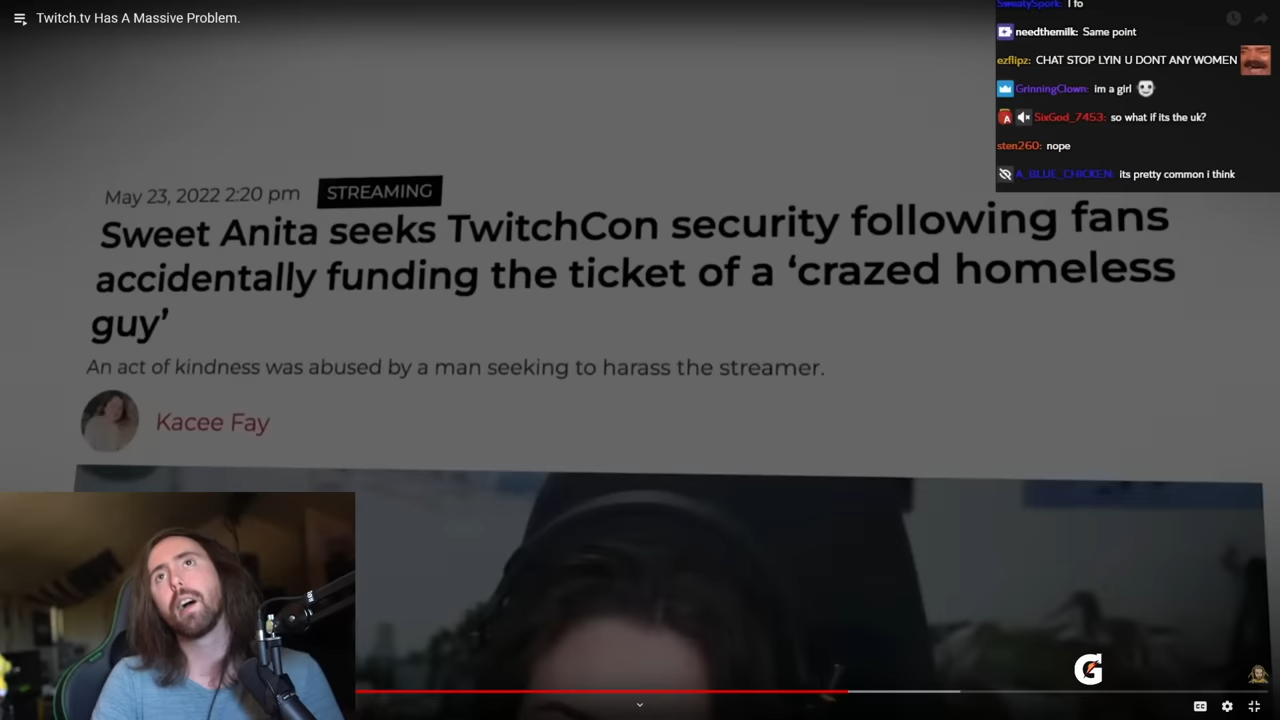 Twitch.tv Has A Massive Problem.
SweatySpork: I fo
needthemilk: Same point
ezflipz: CHAT STOP LYIN U DONT ANY WOMEN
GrinningClown: im a girl
SixGod_7453: so what if its the uk?
sten260: nope
A_BLUE_CHICKEN: its pretty common i think
May 23, 2022 2:20 pm STREAMING
Sweet Anita seeks TwitchCon security following fans
accidentally funding the ticket of a ‘crazed homeless
guy’
An act of kindness was abused by a man seeking to harass the streamer.
Kacee Fay
G
CC